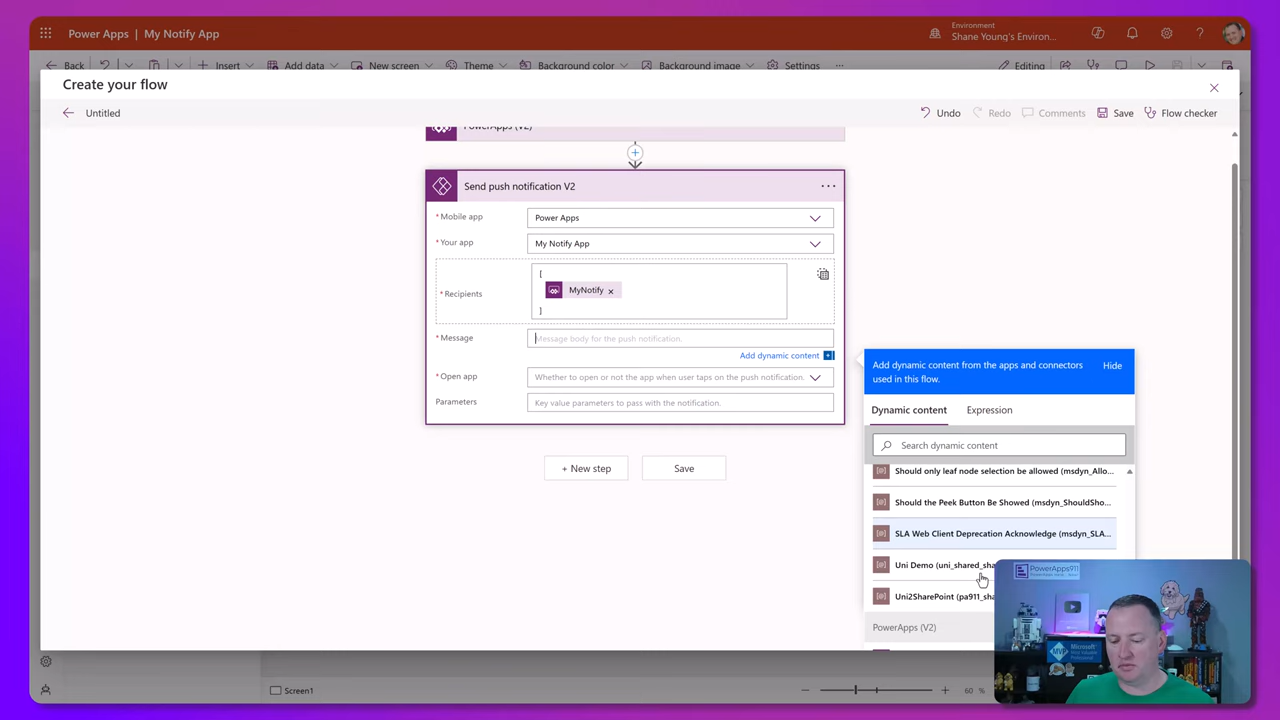 Power Apps | My Notify App
Environment
Shane Young's Environ...
Back
Insert
Add data
New screen
Theme
Background color
Background image
Settings
Editing
Create your flow
Untitled
Undo
Redo
Comments
Save
Flow checker
PowerApps (V2)
Send push notification V2
* Mobile app
Power Apps
* Your app
My Notify App
* Recipients
[
MyNotify ×
]
* Message
Message body for the push notification.
Add dynamic content
* Open app
Whether to open or not the app when user taps on the push notification.
Parameters
Key value parameters to pass with the notification.
+ New step
Save
Add dynamic content from the apps and connectors
used in this flow.
Hide
Dynamic content
Expression
Search dynamic content
Should only leaf node selection be allowed (msdyn_Allo...
Should the Peek Button Be Showed (msdyn_ShouldSho...
SLA Web Client Deprecation Acknowledge (msdyn_SLA...
Uni Demo (uni_shared_sha
Uni2SharePoint (pa911_sha
PowerApps (V2)
PowerApps911
Microsoft
MVP
Screen1
60 %